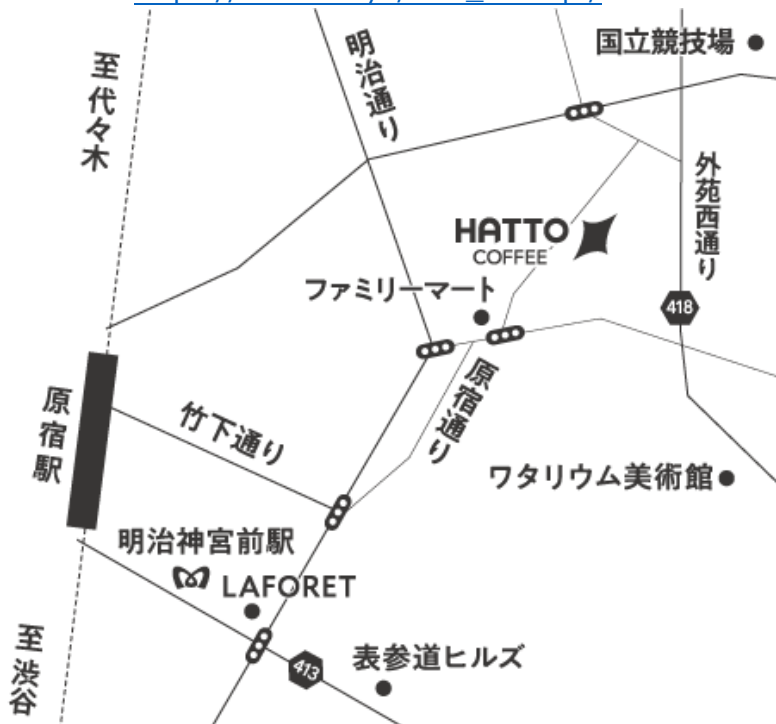 国立競技場
明治通り
至代々木
外苑西通り
HATTO
COFFEE
ファミリーマート
418
原宿駅
原宿通り
竹下通り
ワタリウム美術館
明治神宮前駅
LAFORET
至渋谷
413
表参道ヒルズ